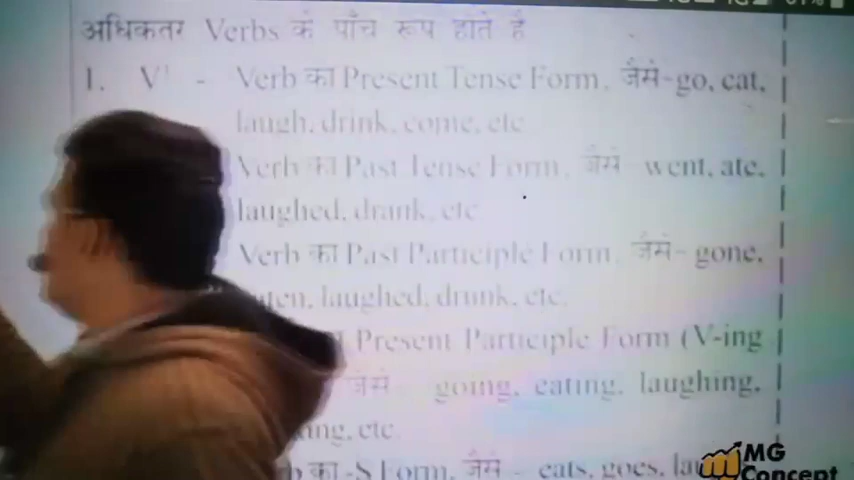 अधिकतर Verbs के पाँच रूप होते है
1. V¹ - Verb का Present Tense Form, जैसे-go, eat,
laugh, drink, come, etc
Verb का Past Tense Form, जैसे- went, ate,
laughed, drank, etc
Verb का Past Participle Form, जैसे- gone,
laughed, drunk, etc.
Present Participle Form (V-ing
जैसे- going, eating, laughing,
etc
का -S Form, जैसे - eats, goes,
MG
Concept